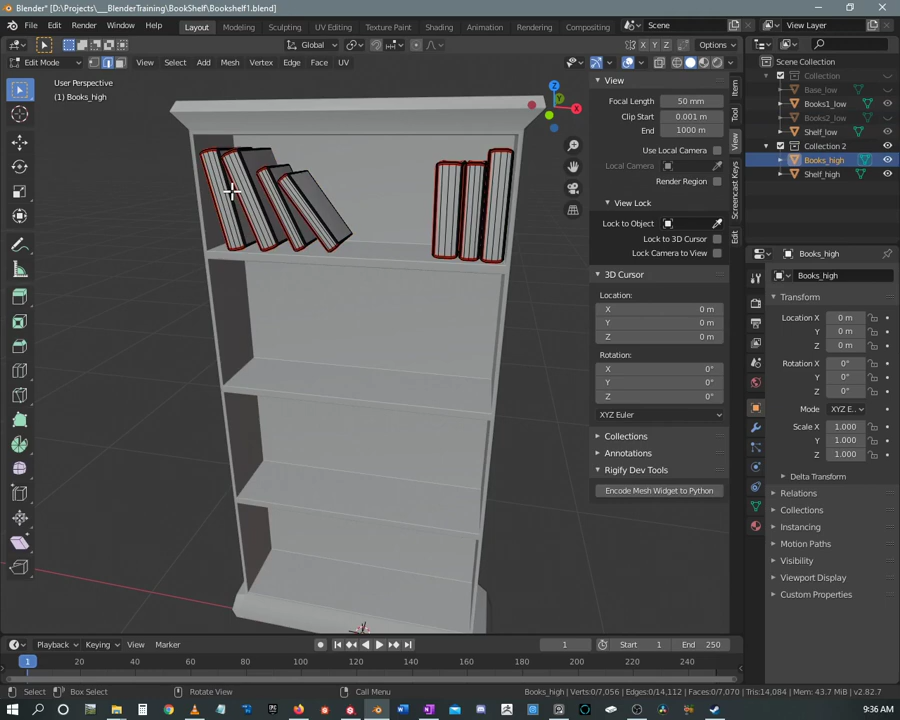 Blender* [D:\Projects\___BlenderTraining\BookShelf\Bookshelf1.blend]
File Edit Render Window Help Layout Modeling Sculpting UV Editing Texture Paint Shading Animation Rendering Compositing Scene View Layer
Global Options
Edit Mode View Select Add Mesh Vertex Edge Face UV
User Perspective
(1) Books_high
X
Y
Z
View
Focal Length 50 mm
Clip Start 0.001 m
End 1000 m
Use Local Camera
Local Camera
Render Region
View Lock
Lock to Object
Lock to 3D Cursor
Lock Camera to View
3D Cursor
Location:
X 0 m
Y 0 m
Z 0 m
Rotation:
X 0°
Y 0°
Z 0°
XYZ Euler
Collections
Annotations
Rigify Dev Tools
Encode Mesh Widget to Python
Item
Tool
View
Screencast Keys
Edit
Scene Collection
Collection
Base_low
Books1_low
Books2_low
Shelf_low
Collection 2
Books_high
Shelf_high
Books_high
Books_high
Transform
Location X 0 m
Y 0 m
Z 0 m
Rotation X 0°
Y 0°
Z 0°
Mode XYZ E..
Scale X 1.000
Y 1.000
Z 1.000
Delta Transform
Relations
Collections
Instancing
Motion Paths
Visibility
Viewport Display
Custom Properties
Playback Keying View Marker 1 Start 1 End 250
1 20 40 60 80 100 120 140 160 180 200 220 240
Select Box Select Rotate View Call Menu Books_high | Verts:0/7,056 | Edges:0/14,112 | Faces:0/7,070 | Tris:14,084 | Mem: 43.7 MiB | v2.82.7
9:36 AM